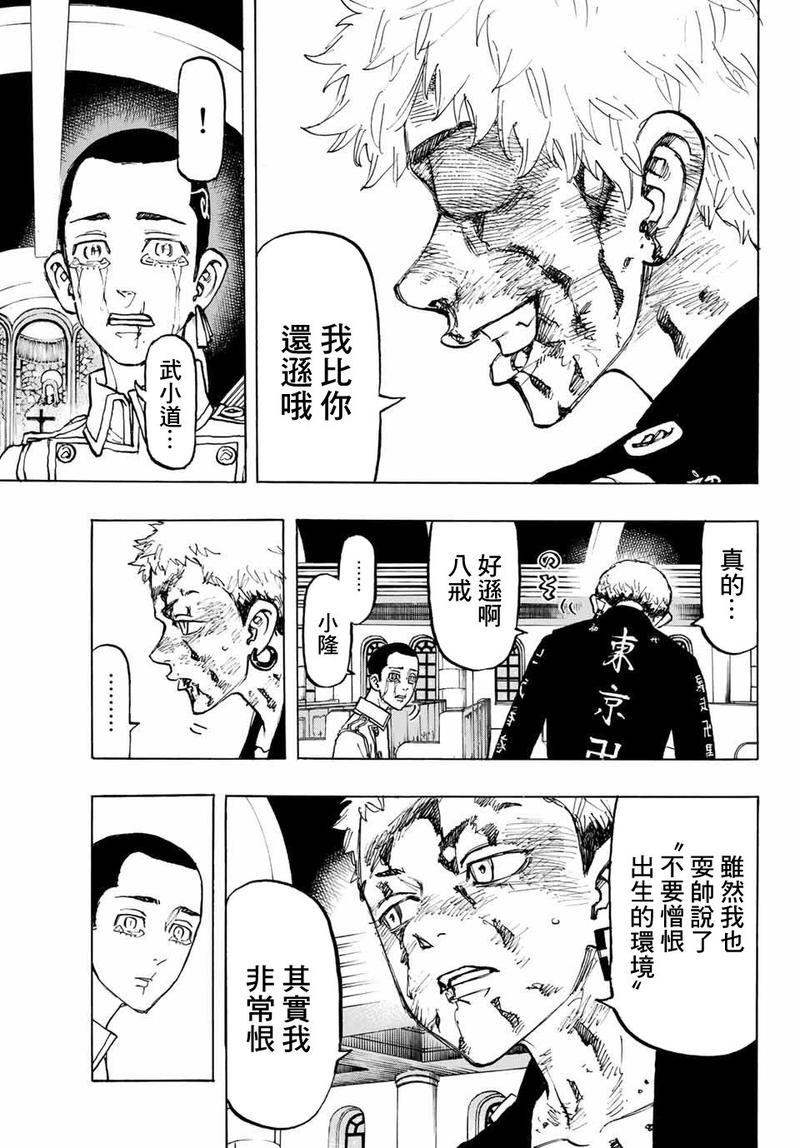 我比你
還遜哦
！
武小道…
真的…
のそ
好遜啊
八戒
東京卍
……
小隆
………
雖然我也
耍帥說了
〝不要憎恨
出生的環境〞
其實我
非常恨